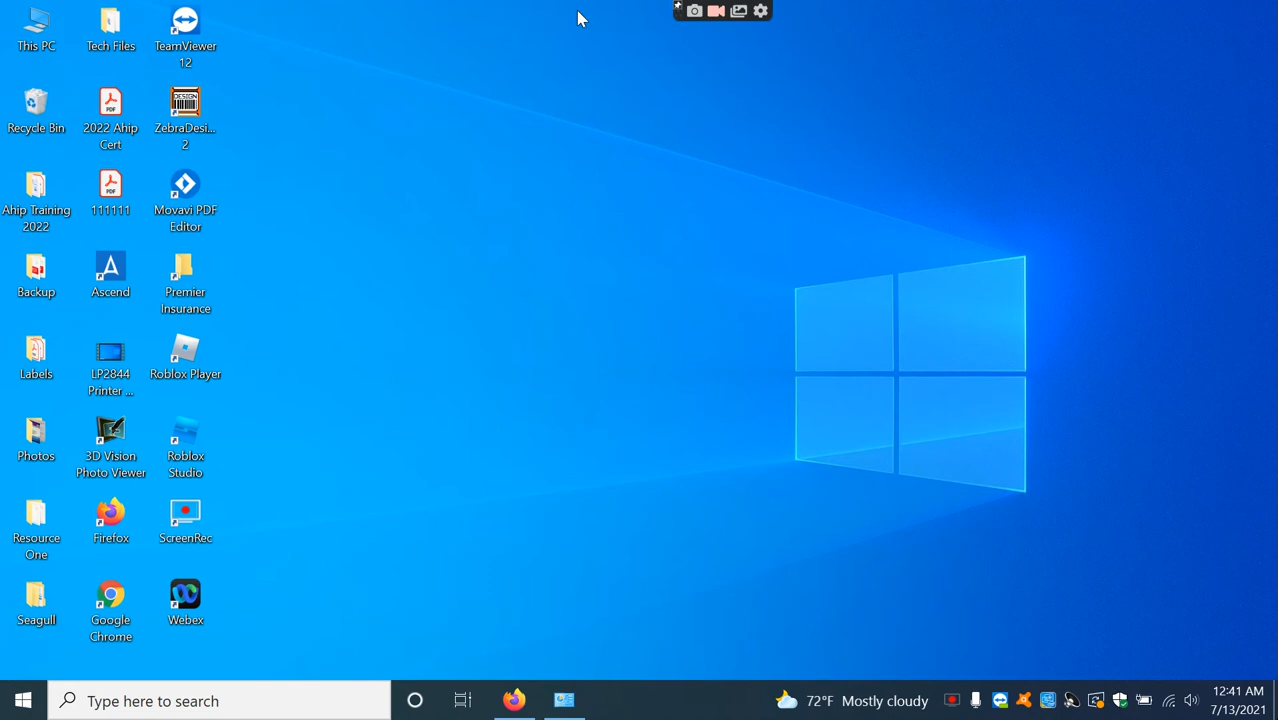 This PC
Tech Files
TeamViewer
12
Recycle Bin
2022 Ahip
Cert
ZebraDesi...
2
Ahip Training
2022
111111
Movavi PDF
Editor
Backup
Ascend
Premier
Insurance
Labels
LP2844
Printer ...
Roblox Player
Photos
3D Vision
Photo Viewer
Roblox
Studio
Resource
One
Firefox
ScreenRec
Seagull
Google
Chrome
Webex
PDF
DESIGN
PDF
Type here to search
72°F Mostly cloudy
12:41 AM
7/13/2021